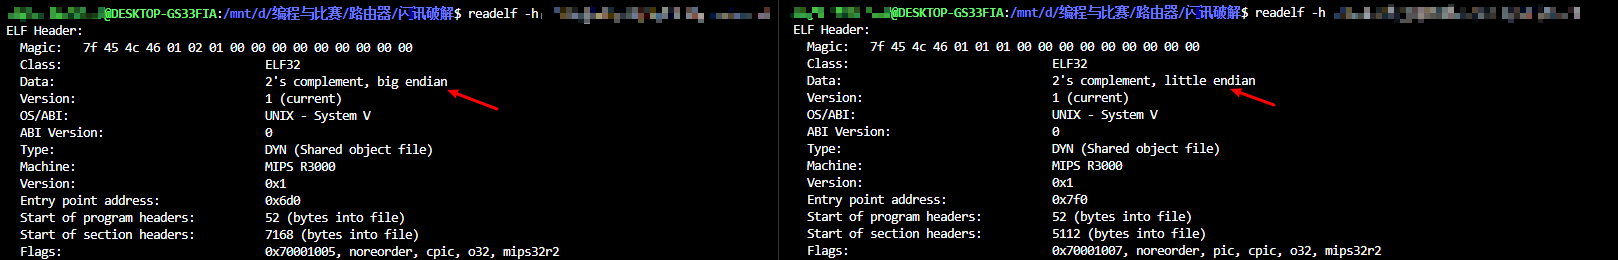 @DESKTOP-GS33FIA:/mnt/d/编程与比赛/路由器/闪讯破解$ readelf -h
ELF Header:
  Magic:   7f 45 4c 46 01 02 01 00 00 00 00 00 00 00 00 00
  Class:                             ELF32
  Data:                              2's complement, big endian
  Version:                           1 (current)
  OS/ABI:                            UNIX - System V
  ABI Version:                       0
  Type:                              DYN (Shared object file)
  Machine:                           MIPS R3000
  Version:                           0x1
  Entry point address:               0x6d0
  Start of program headers:          52 (bytes into file)
  Start of section headers:          7168 (bytes into file)
  Flags:                             0x70001005, noreorder, cpic, o32, mips32r2
@DESKTOP-GS33FIA:/mnt/d/编程与比赛/路由器/闪讯破解$ readelf -h
ELF Header:
  Magic:   7f 45 4c 46 01 01 01 00 00 00 00 00 00 00 00 00
  Class:                             ELF32
  Data:                              2's complement, little endian
  Version:                           1 (current)
  OS/ABI:                            UNIX - System V
  ABI Version:                       0
  Type:                              DYN (Shared object file)
  Machine:                           MIPS R3000
  Version:                           0x1
  Entry point address:               0x7f0
  Start of program headers:          52 (bytes into file)
  Start of section headers:          5112 (bytes into file)
  Flags:                             0x70001007, noreorder, pic, cpic, o32, mips32r2